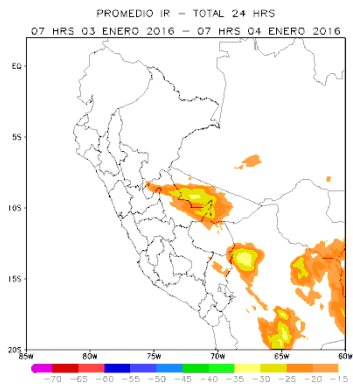 PROMEDIO IR - TOTAL 24 HRS
07 HRS 03 ENERO 2016 - 07 HRS 04 ENERO 2016
EQ
5S
10S
15S
20S
85W 80W 75W 70W 65W 60W
-70 -65 -60 -55 -50 -45 -40 -35 -30 -25 -20 -15